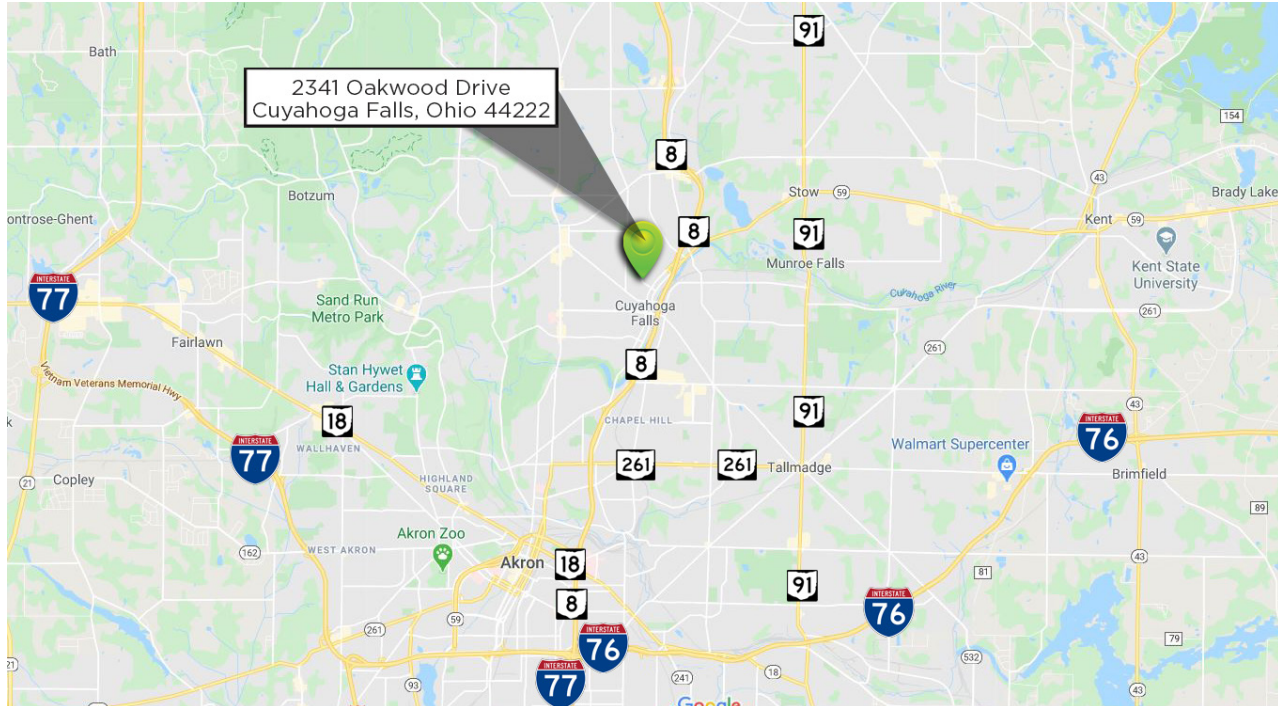 91
Bath
2341 Oakwood Drive
Cuyahoga Falls, Ohio 44222
154
8
43
Botzum
Stow
59
Brady Lake
ontrose-Ghent
Kent
59
8
91
Munroe Falls
Kent State
University
INTERSTATE
77
Cuyahoga River
Sand Run
Metro Park
Cuyahoga
Falls
261
Fairlawn
261
Stan Hywet
Hall & Gardens
8
Vietnam Veterans Memorial Hwy
43
18
91
CHAPEL HILL
INTERSTATE
76
k
WALLHAVEN
INTERSTATE
77
Walmart Supercenter
261
261
Tallmadge
Brimfield
21
Copley
HIGHLAND
SQUARE
89
Akron Zoo
162
WEST AKRON
43
Akron
18
81
91
8
INTERSTATE
76
59
261
79
INTERSTATE
76
21
532
INTERSTATE
77
93
241
18
43
Google